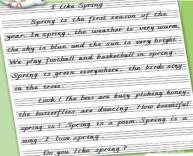 I like Spring
Spring is the first season of the
year. In spring, the weather is very warm.
the sky is blue and the sun is very bright.
We play football and basketball in spring.
Spring is green everywhere, the birds sing
in the trees.
Look! The bees are busy picking honey,
the butterflies are dancing. How beautiful
spring is! Spring is a poem. Spring is a
song. I love spring.
Do you like spring?